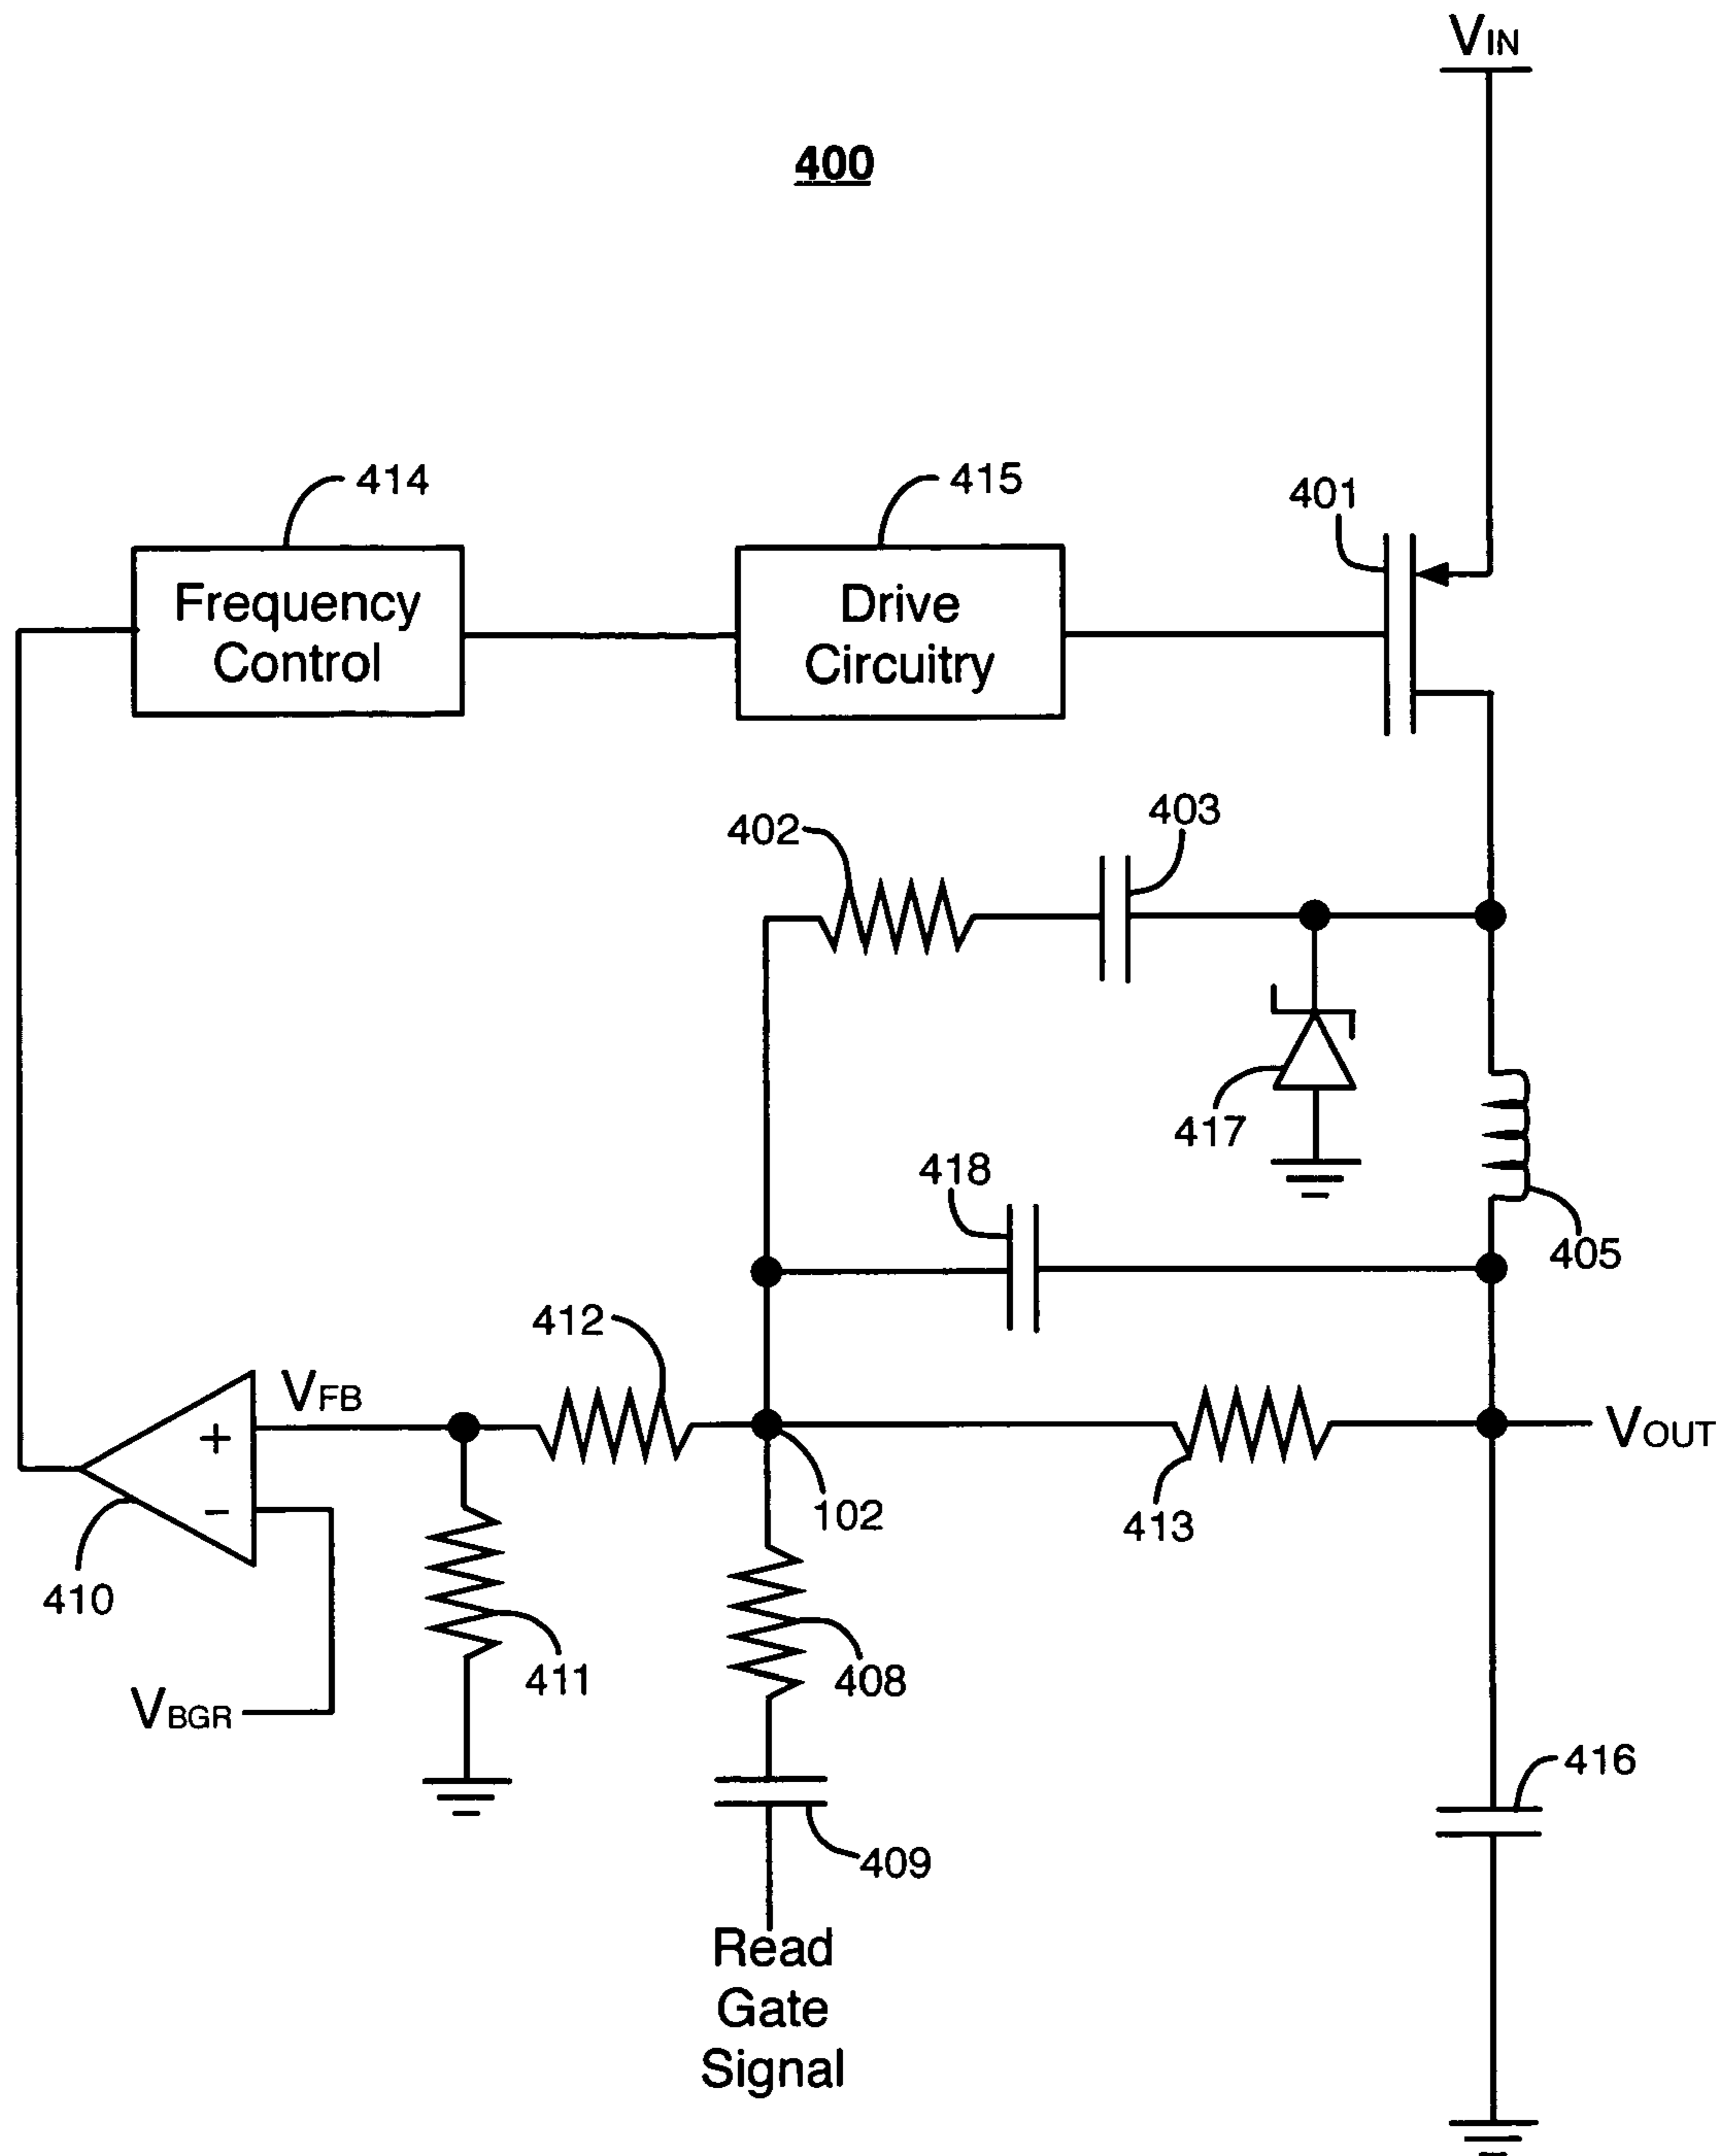 VIN
400
414
415
401
Frequency
Control
Drive
Circuitry
402
403
417
418
405
412
VFB
+
−
VOUT
102
413
410
411
408
VBGR
416
409
Read
Gate
Signal